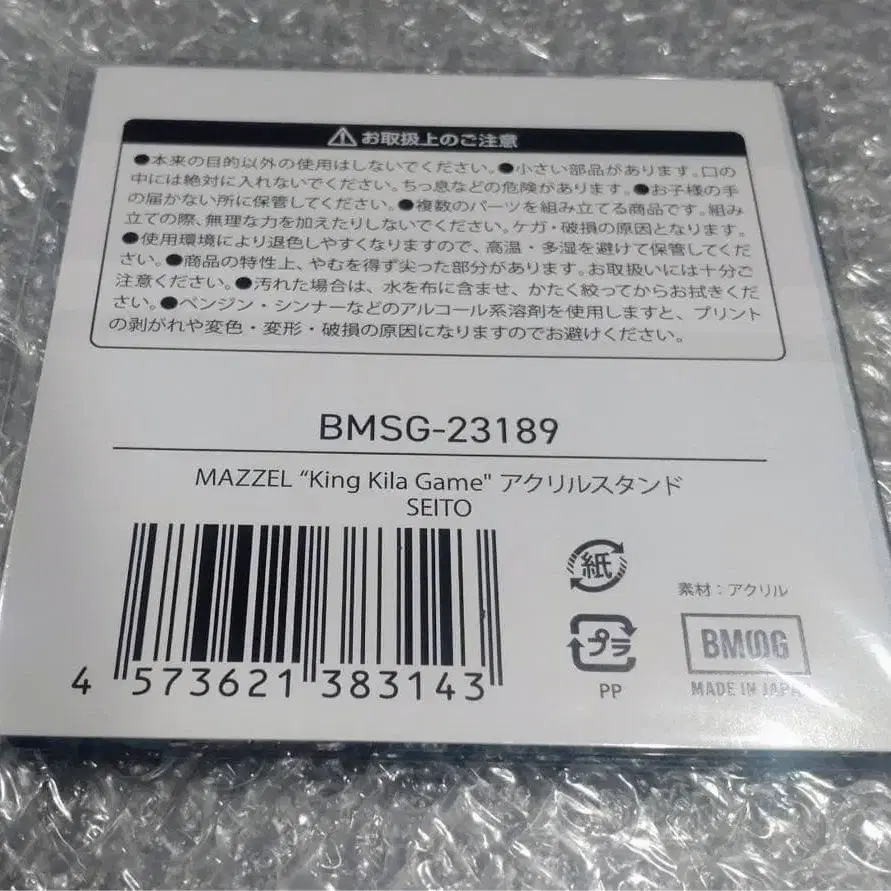 ⚠お取扱上のご注意
●本来の目的以外の使用はしないでください。●小さい部品があります。口の
中には絶対に入れないでください。ちっ息などの危険があります。●お子様の手
の届かない所に保管してください。●複数のパーツを組み立てる商品です。組み
立ての際、無理な力を加えたりしないでください。ケガ・破損の原因となります。
●使用環境により退色しやすくなりますので、高温・多湿を避けて保管してくだ
さい。●商品の特性上、やむを得ず尖った部分があります。お取扱いには十分ご
注意ください。●汚れた場合は、水を布に含ませ、かたく絞ってからお拭きくだ
さい。●ベンジン・シンナーなどのアルコール系溶剤を使用しますと、プリント
の剥がれや変色・変形・破損の原因になりますのでお避けください。
BMSG-23189
MAZZEL “King Kila Game" アクリルスタンド
SEITO
4 573621 383143
紙
プラ
PP
素材：アクリル
BMSG
MADE IN JAPAN